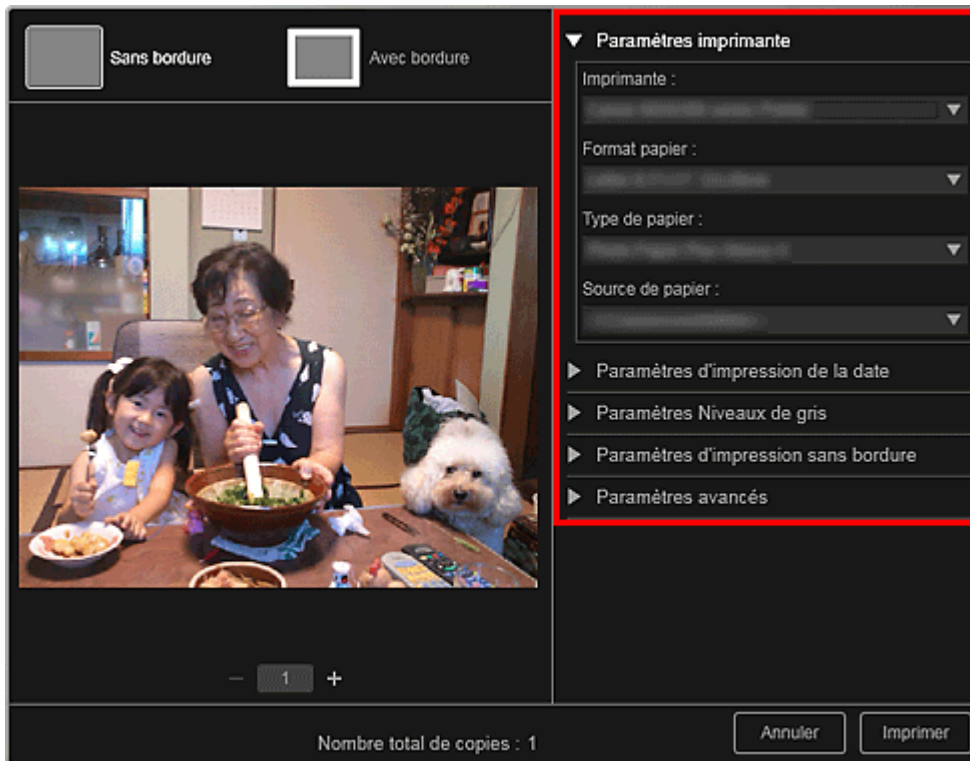 Sans bordure
Avec bordure
Paramètres imprimante
Imprimante :
Format papier :
Type de papier :
Source de papier :
Paramètres d'impression de la date
Paramètres Niveaux de gris
Paramètres d'impression sans bordure
Paramètres avancés
1
Nombre total de copies : 1
Annuler
Imprimer